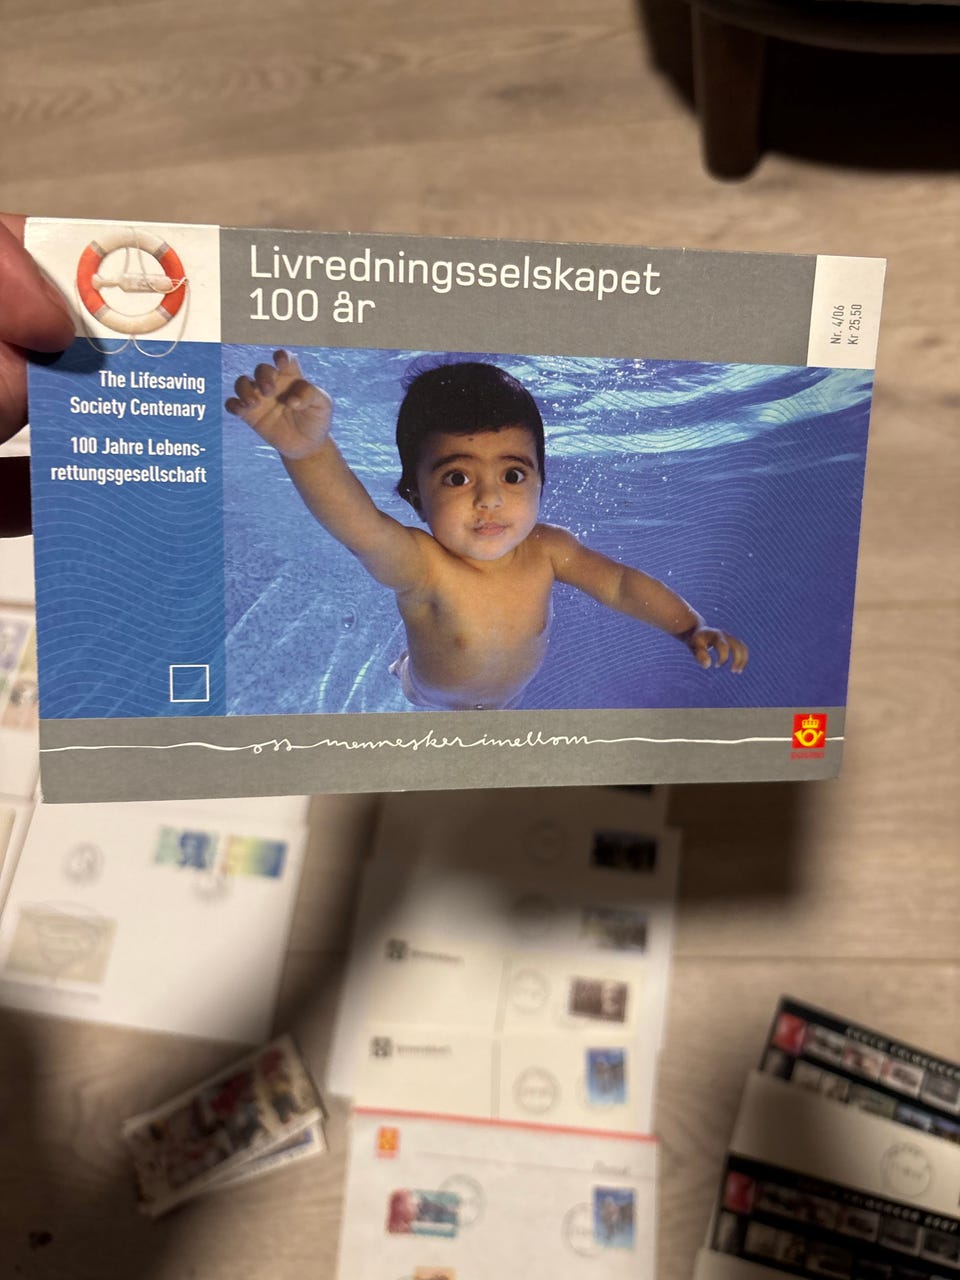 Livredningsselskapet
100 år
Nr. 4/06
Kr 25,50
The Lifesaving
Society Centenary
100 Jahre Lebens-
rettungsgesellschaft
oss mennesker imellom